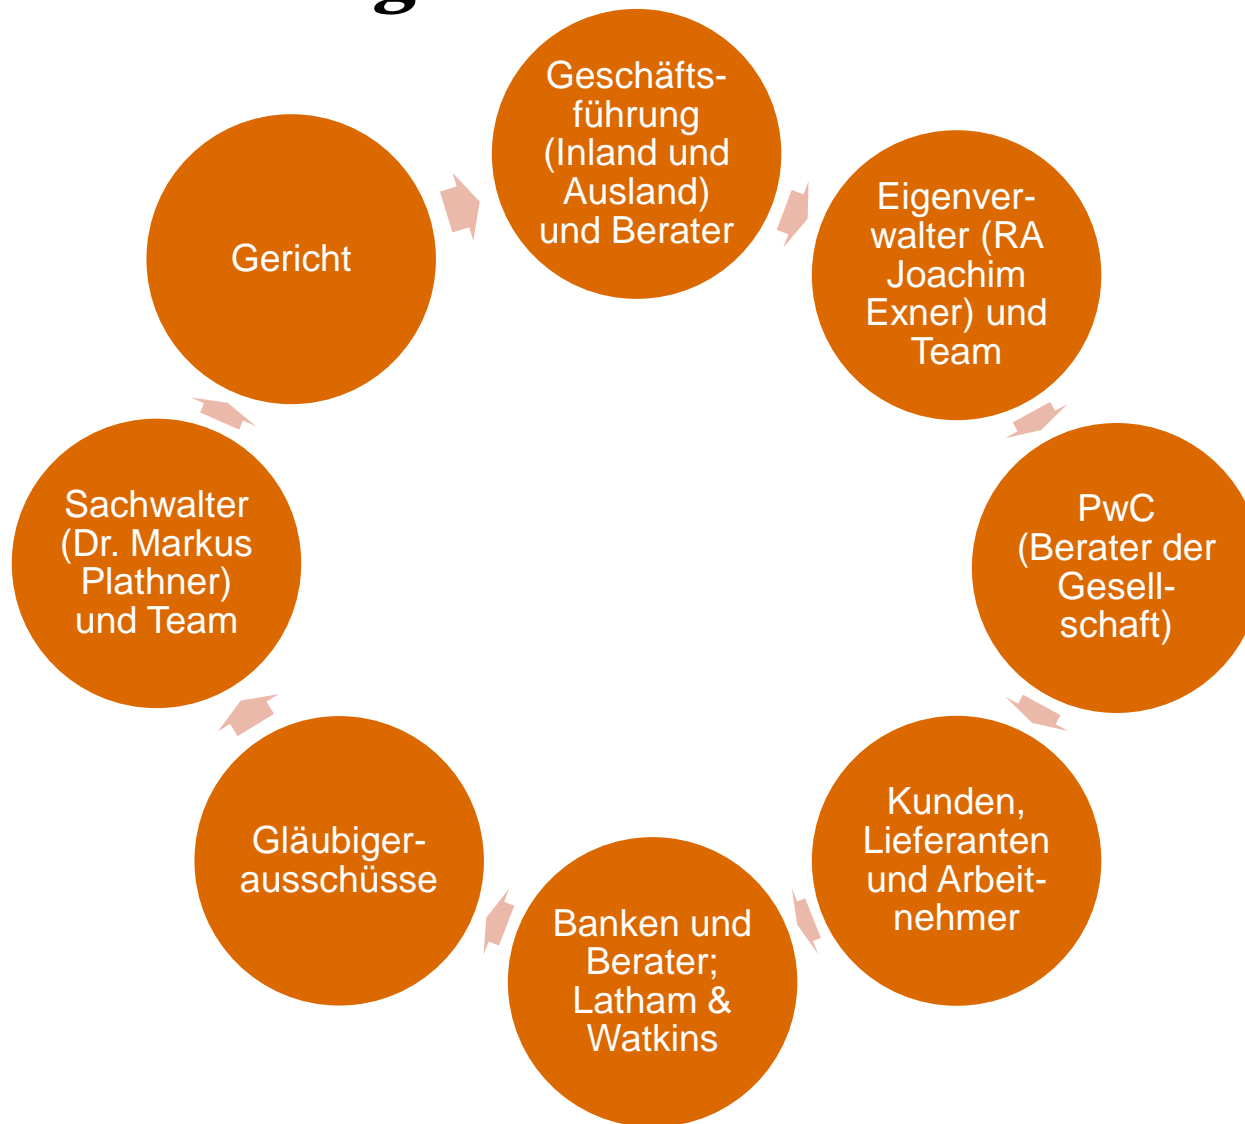 g
Geschäfts-
führung
(Inland und
Ausland)
und Berater
Eigenver-
walter (RA
Joachim
Exner) und
Team
PwC
(Berater der
Gesell-
schaft)
Kunden,
Lieferanten
und Arbeit-
nehmer
Banken und
Berater;
Latham &
Watkins
Gläubiger-
ausschüsse
Sachwalter
(Dr. Markus
Plathner)
und Team
Gericht